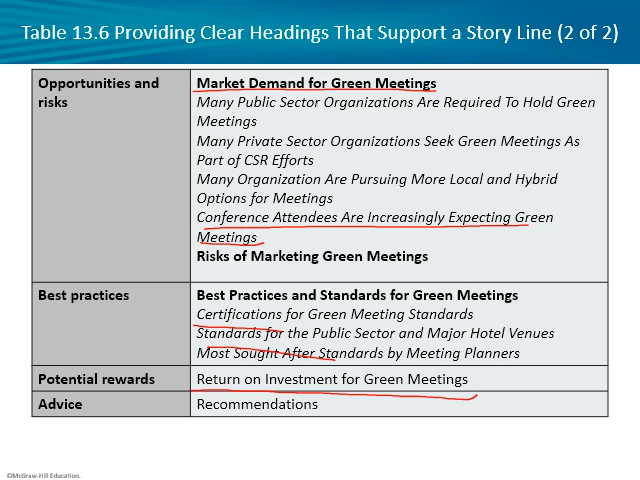 Table 13.6 Providing Clear Headings That Support a Story Line (2 of 2)
Opportunities and
risks
Market Demand for Green Meetings
Many Public Sector Organizations Are Required To Hold Green
Meetings
Many Private Sector Organizations Seek Green Meetings As
Part of CSR Efforts
Many Organization Are Pursuing More Local and Hybrid
Options for Meetings
Conference Attendees Are Increasingly Expecting Green
Meetings
Risks of Marketing Green Meetings
Best practices
Best Practices and Standards for Green Meetings
Certifications for Green Meeting Standards
Standards for the Public Sector and Major Hotel Venues
Most Sought After Standards by Meeting Planners
Potential rewards
Return on Investment for Green Meetings
Advice
Recommendations
©McGraw-Hill Education.